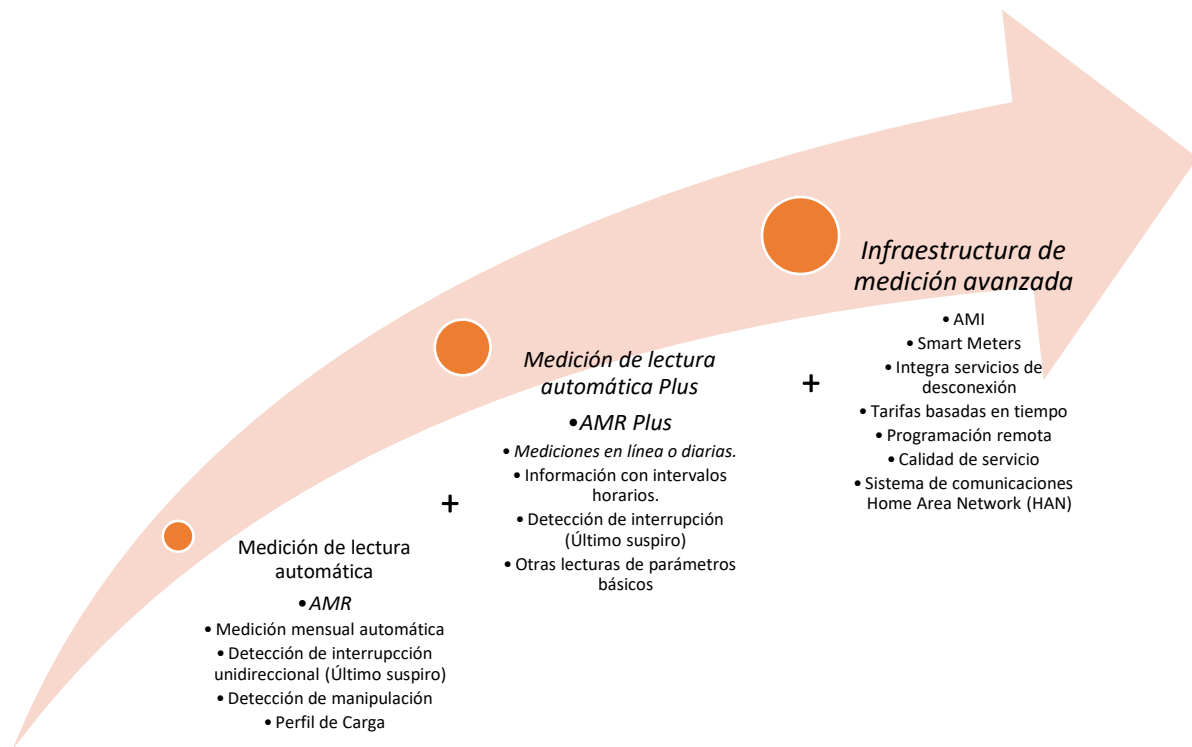 Medición de lectura
automática
• AMR
• Medición mensual automática
• Detección de interrupcción
unidireccional (Último suspiro)
• Detección de manipulación
• Perfil de Carga
+
Medición de lectura
automática Plus
• AMR Plus
• Mediciones en línea o diarias.
• Información con intervalos
horarios.
• Detección de interrupción
(Último suspiro)
• Otras lecturas de parámetros
básicos
+
Infraestructura de
medición avanzada
• AMI
• Smart Meters
• Integra servicios de
desconexión
• Tarifas basadas en tiempo
• Programación remota
• Calidad de servicio
• Sistema de comunicaciones
Home Area Network (HAN)